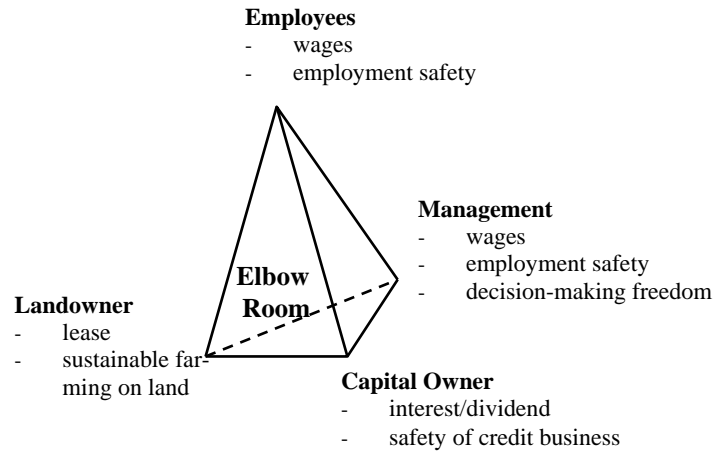 Employees
- wages
- employment safety
Management
- wages
- employment safety
- decision-making freedom
Elbow
Room
Landowner
- lease
- sustainable far-
ming on land
Capital Owner
- interest/dividend
- safety of credit business